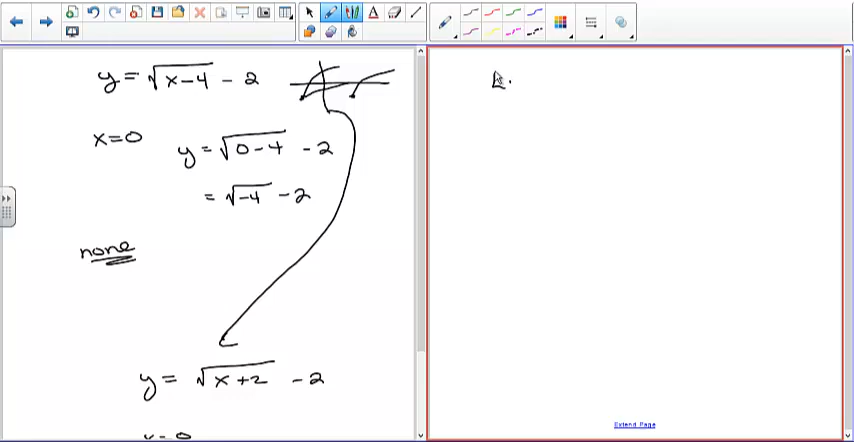 y = √x-4 - 2
x=0
y = √0-4 - 2
= √-4 - 2
none
y = √x+2 - 2
Extend Page